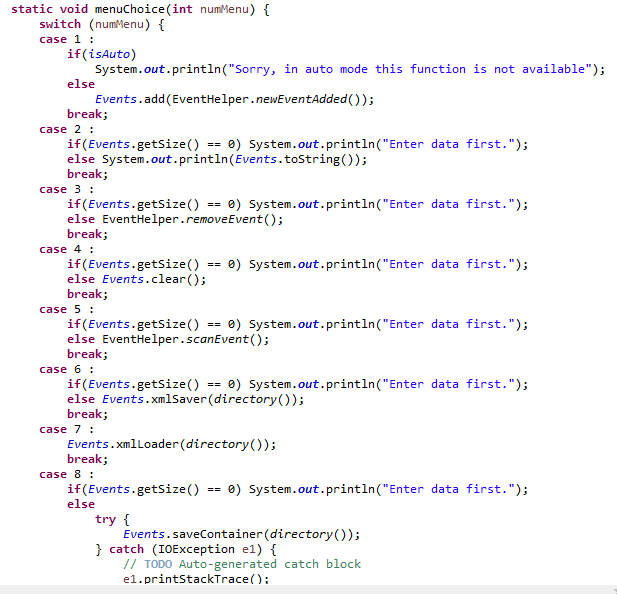 static void menuChoice(int numMenu) {
switch (numMenu) {
case 1 :
if(isAuto)
System.out.println("Sorry, in auto mode this function is not available");
else
Events.add(EventHelper.newEventAdded());
break;
case 2 :
if(Events.getSize() == 0) System.out.println("Enter data first.");
else System.out.println(Events.toString());
break;
case 3 :
if(Events.getSize() == 0) System.out.println("Enter data first.");
else EventHelper.removeEvent();
break;
case 4 :
if(Events.getSize() == 0) System.out.println("Enter data first.");
else Events.clear();
break;
case 5 :
if(Events.getSize() == 0) System.out.println("Enter data first.");
else EventHelper.scanEvent();
break;
case 6 :
if(Events.getSize() == 0) System.out.println("Enter data first.");
else Events.xmlSaver(directory());
break;
case 7 :
Events.xmlLoader(directory());
break;
case 8 :
if(Events.getSize() == 0) System.out.println("Enter data first.");
else
try {
Events.saveContainer(directory());
} catch (IOException e1) {
// TODO Auto-generated catch block
e1.printStackTrace();